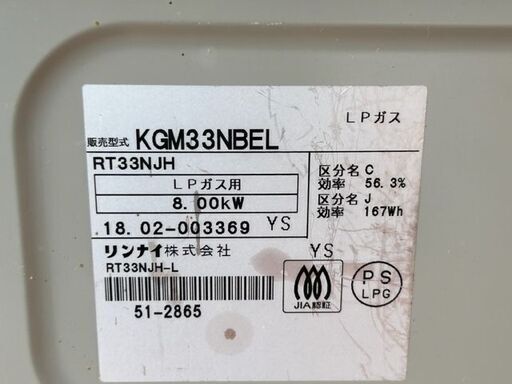 LPガス
販売型式 KGM33NBEL
RT33NJH
LPガス用
8.00kW
区分名 C
効率 56.3%
区分名 J
効率 167Wh
18.02-003369 YS
リンナイ株式会社
RT33NJH-L
51-2865
YS
JIA認証
PS
LPG